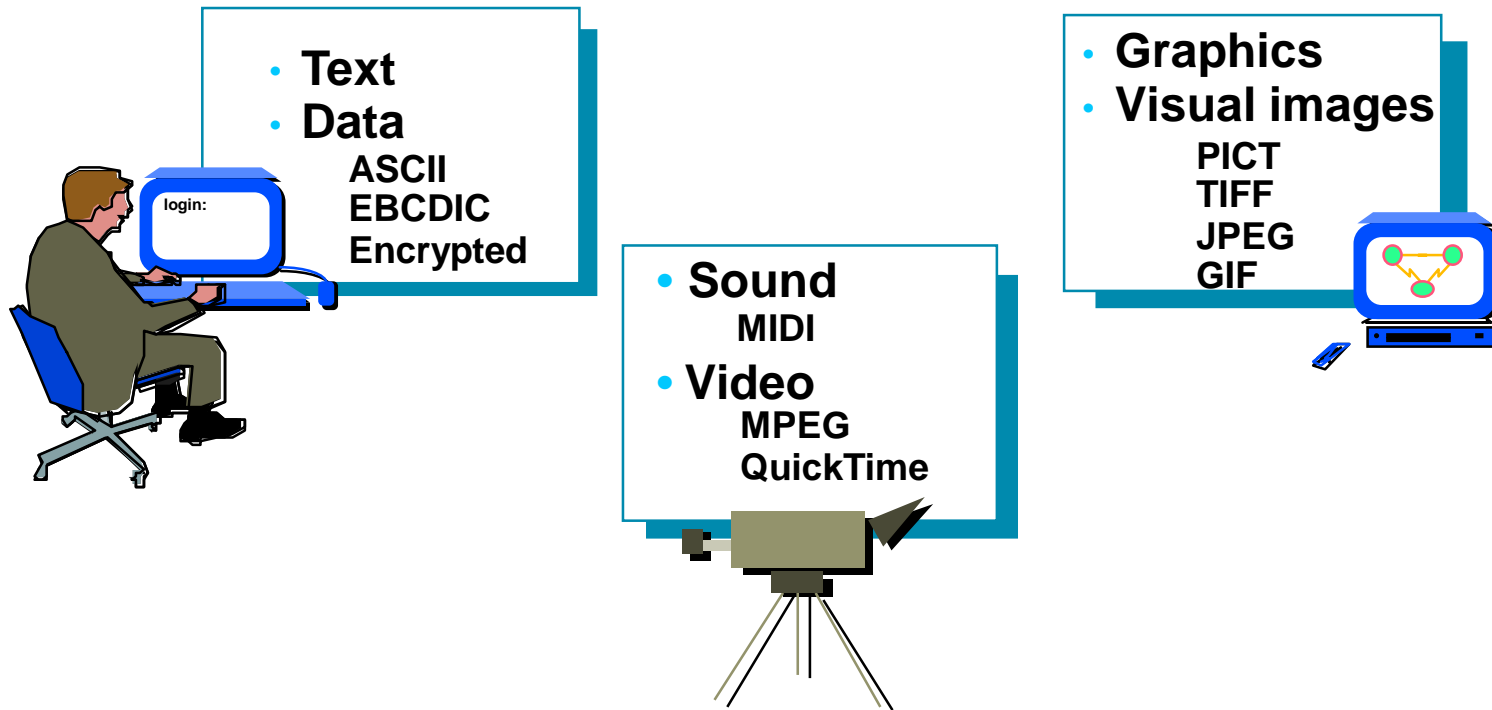 • Text
• Data
ASCII
EBCDIC
Encrypted
login:
• Sound
MIDI
• Video
MPEG
QuickTime
• Graphics
• Visual images
PICT
TIFF
JPEG
GIF